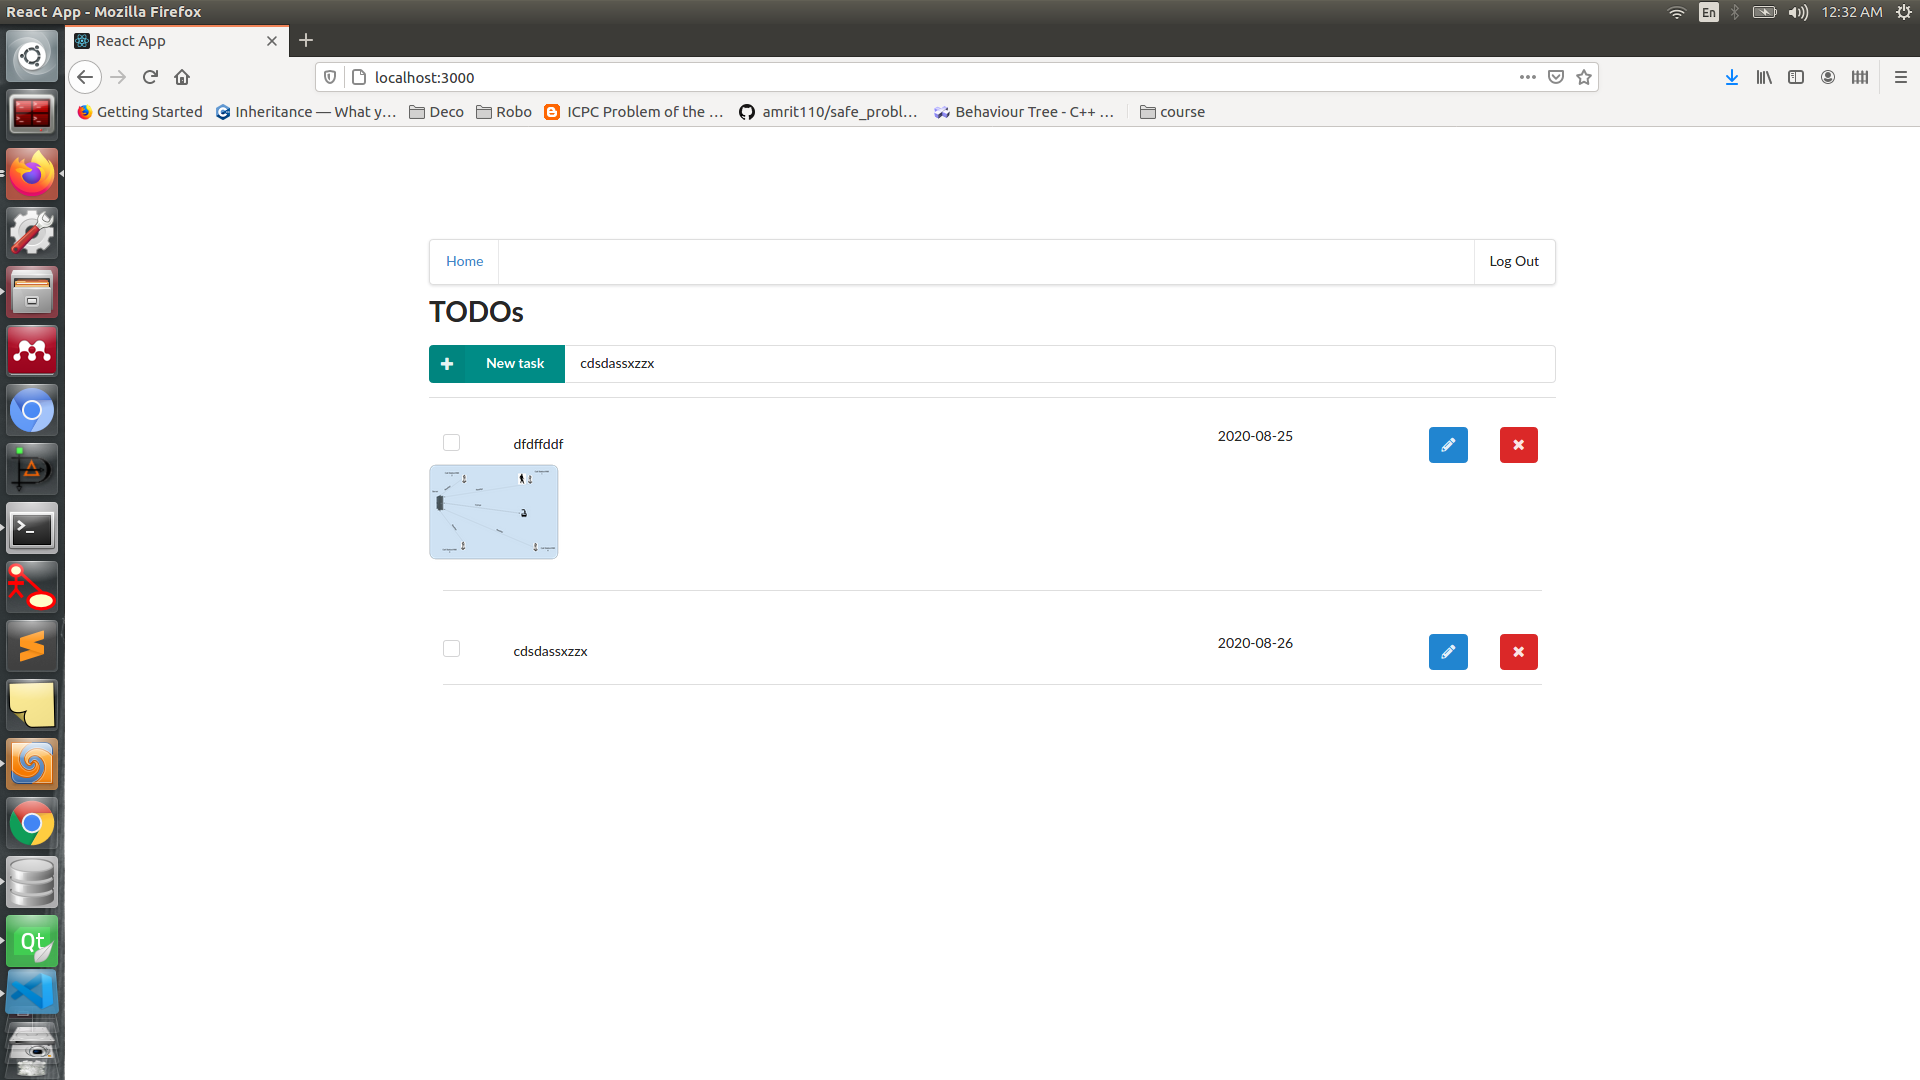 React App - Mozilla Firefox
En
12:32 AM
React App
localhost:3000
Getting Started
Inheritance — What y...
Deco
Robo
ICPC Problem of the ...
amrit110/safe_probl...
Behaviour Tree - C++ ...
course
Home
Log Out
TODOs
New task
cdsdassxzzx
dfdffddf
2020-08-25
cdsdassxzzx
2020-08-26
Qt